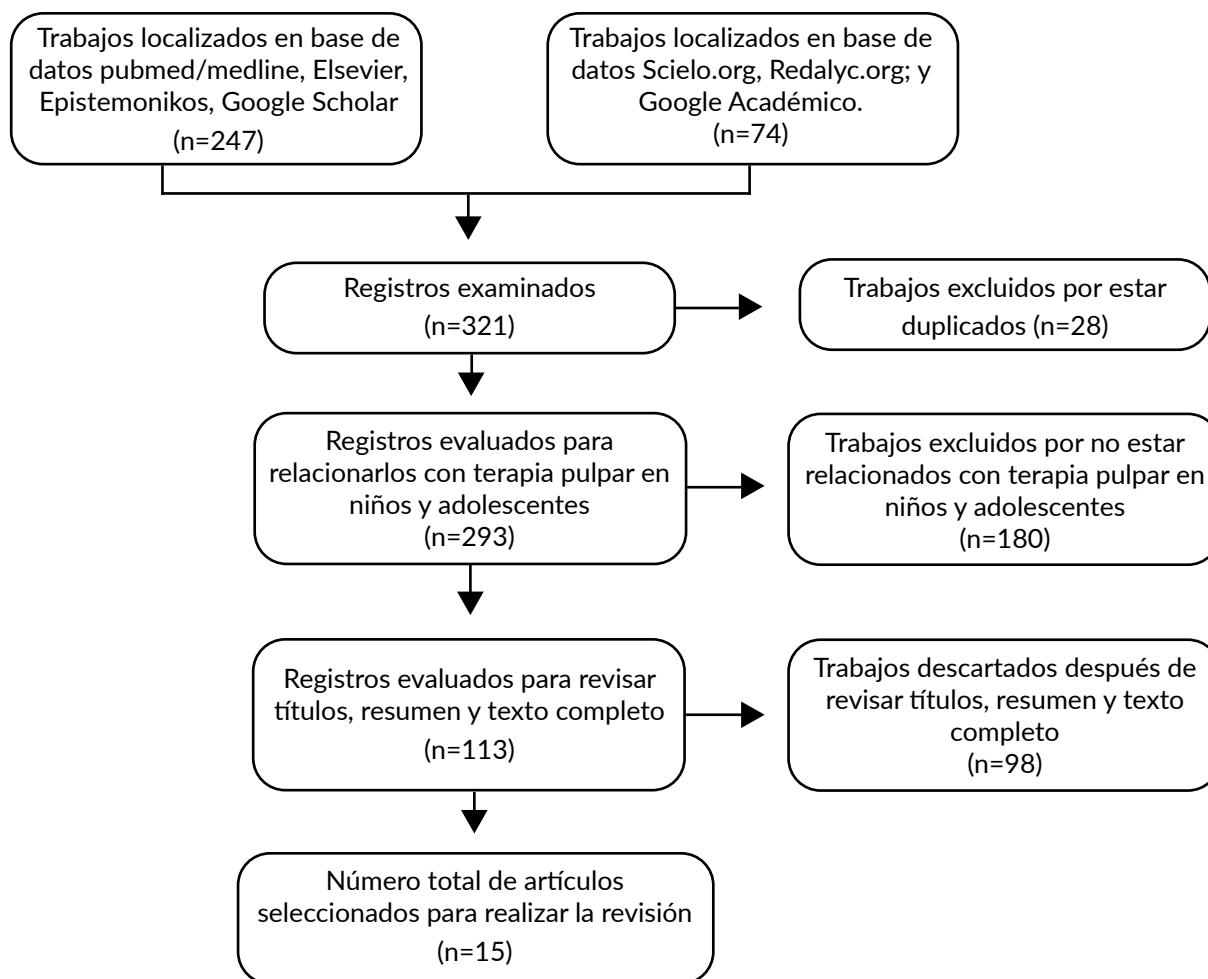 Trabajos localizados en base de
datos pubmed/medline, Elsevier,
Epistemonikos, Google Scholar
(n=247)
Trabajos localizados en base de
datos Scielo.org, Redalyc.org; y
Google Académico.
(n=74)
Registros examinados
(n=321)
Trabajos excluidos por estar
duplicados (n=28)
Registros evaluados para
relacionarlos con terapia pulpar en
niños y adolescentes
(n=293)
Trabajos excluidos por no estar
relacionados con terapia pulpar en
niños y adolescentes
(n=180)
Registros evaluados para revisar
títulos, resumen y texto completo
(n=113)
Trabajos descartados después de
revisar títulos, resumen y texto
completo
(n=98)
Número total de artículos
seleccionados para realizar la revisión
(n=15)